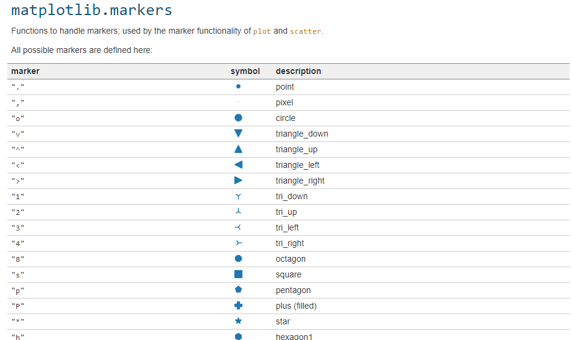 matplotlib.markers
Functions to handle markers; used by the marker functionality of plot and scatter.
All possible markers are defined here:
marker symbol description
"." point
"," pixel
"o" circle
"v" triangle_down
"^" triangle_up
"<" triangle_left
">" triangle_right
"1" tri_down
"2" tri_up
"3" tri_left
"4" tri_right
"8" octagon
"s" square
"p" pentagon
"P" plus (filled)
"*" star
"h" hexagon1